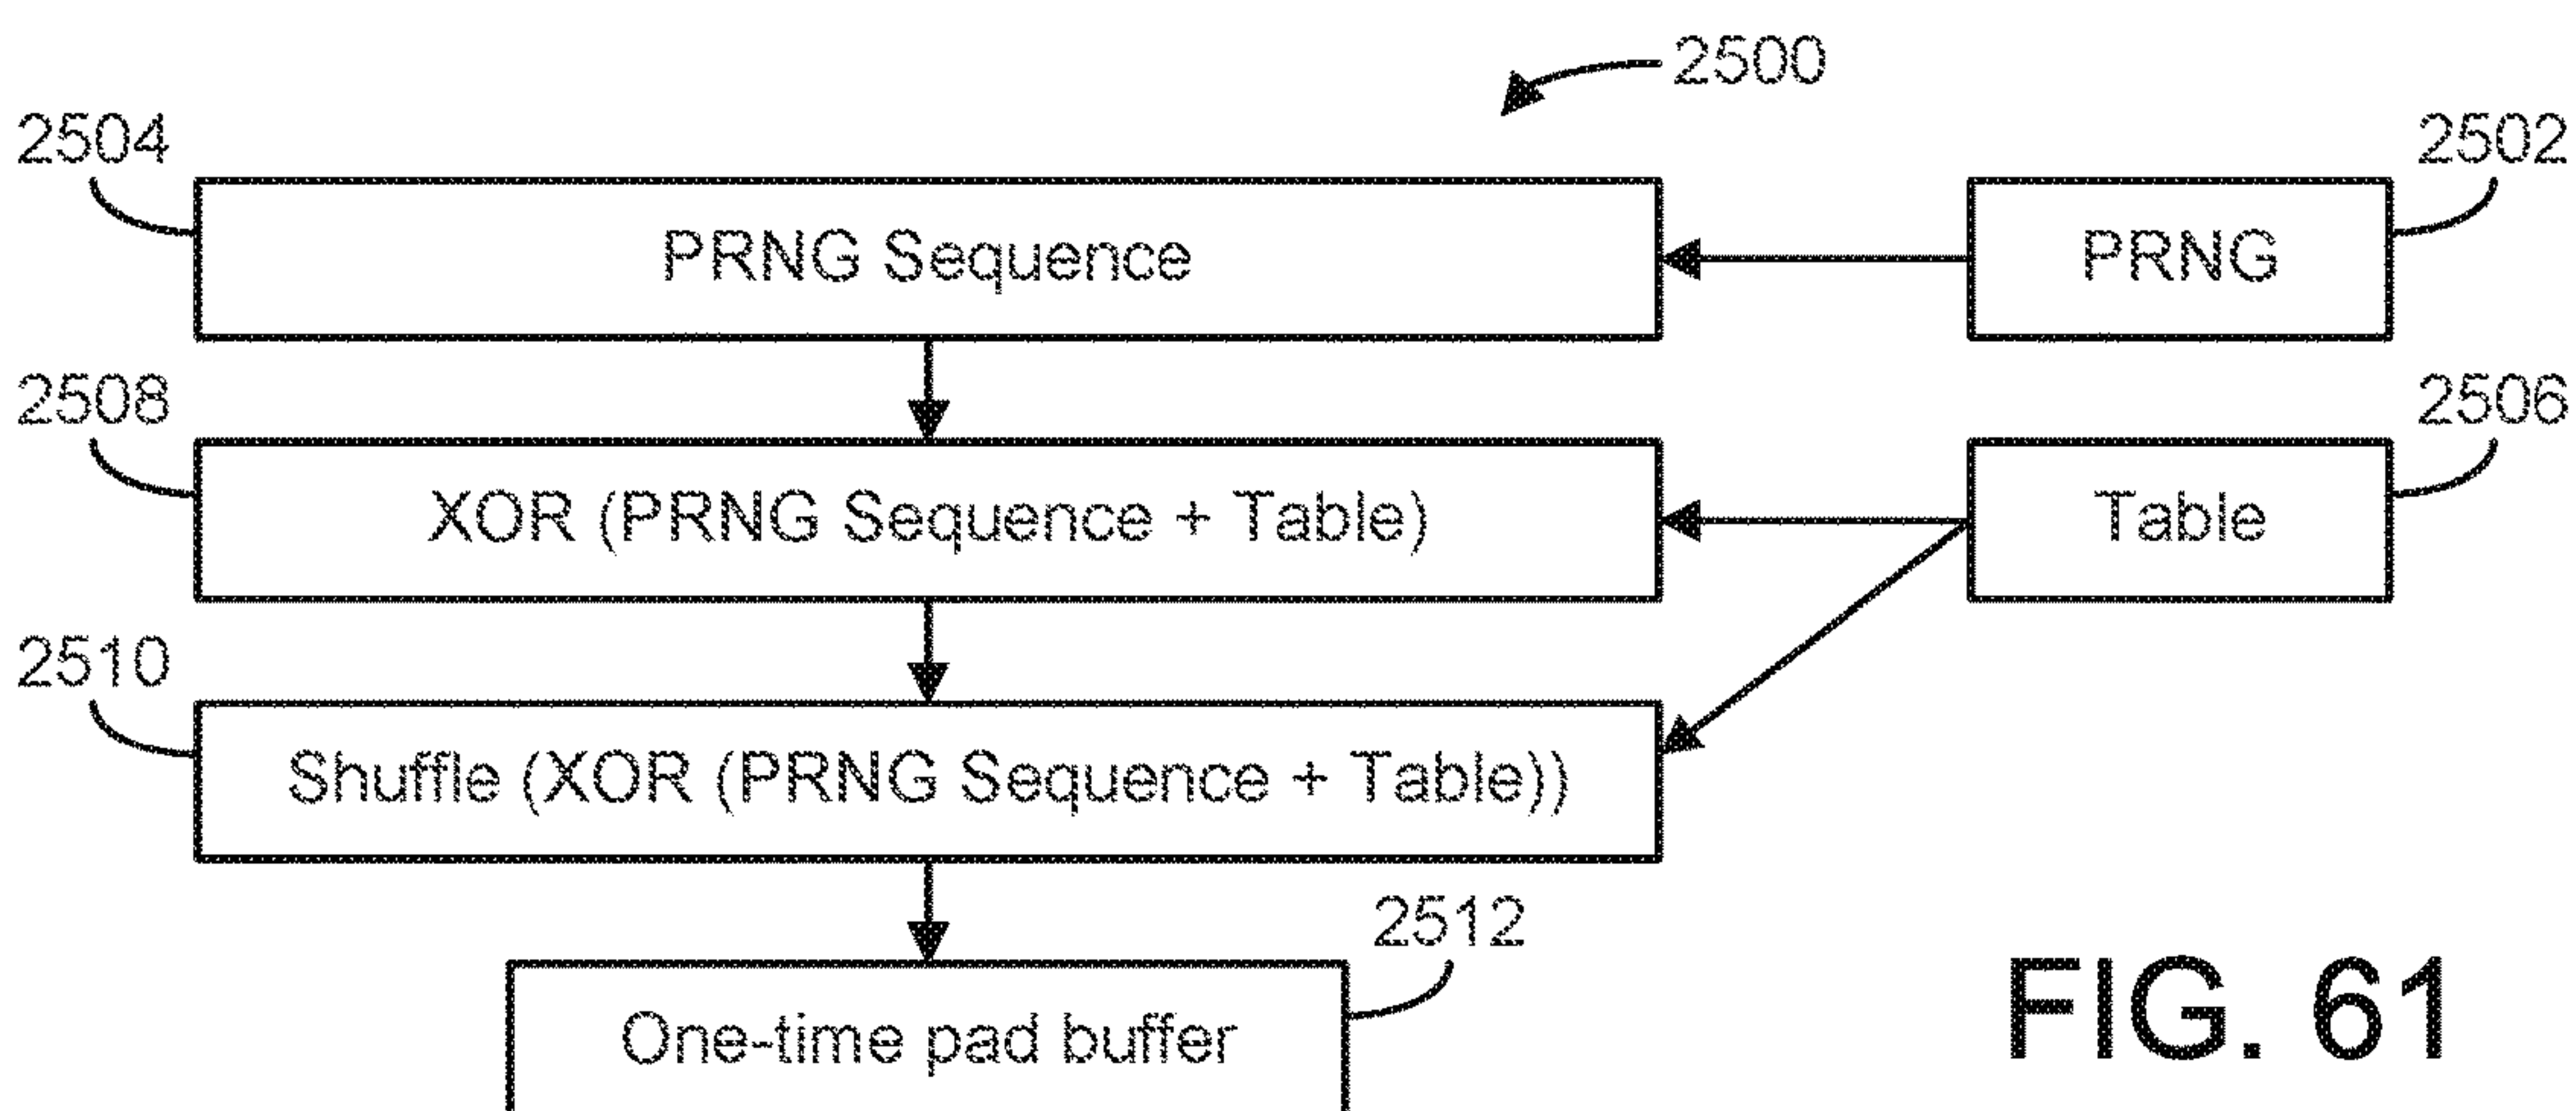 2500
2504
2502
PRNG Sequence
PRNG
2508
2506
XOR (PRNG Sequence + Table)
Table
2510
Shuffle (XOR (PRNG Sequence + Table))
2512
One-time pad buffer
FIG. 61